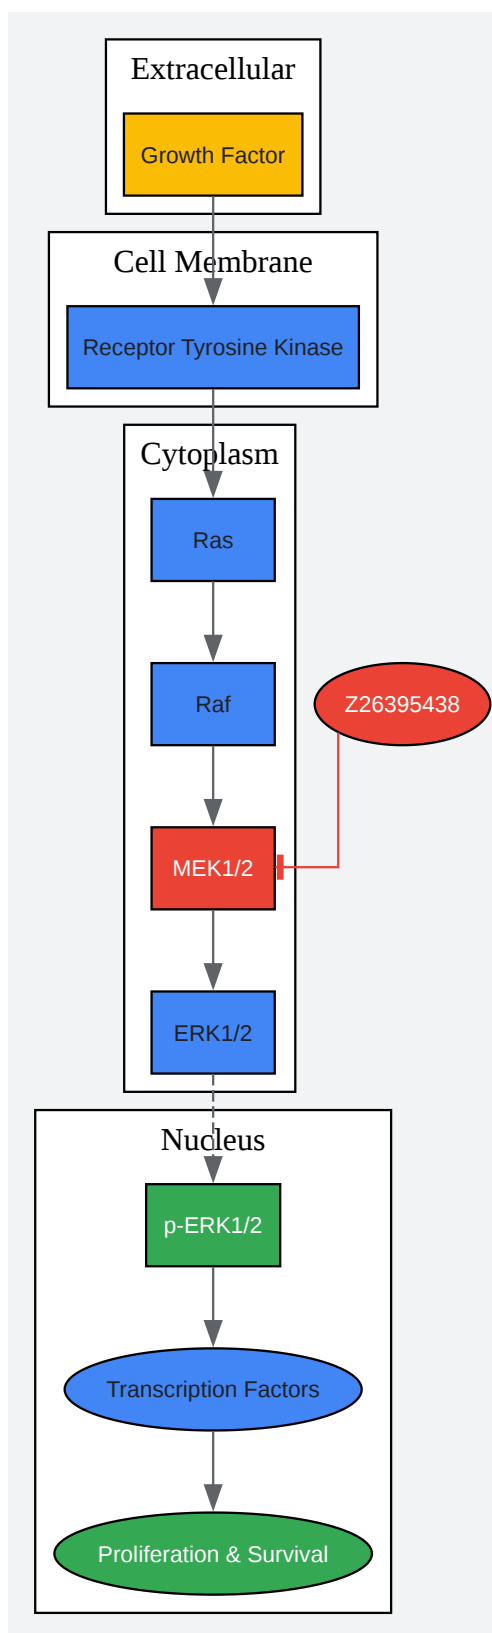 Extracellular
Growth Factor
Cell Membrane
Receptor Tyrosine Kinase
Cytoplasm
Ras
Raf
Z26395438
MEK1/2
ERK1/2
Nucleus
p-ERK1/2
Transcription Factors
Proliferation & Survival